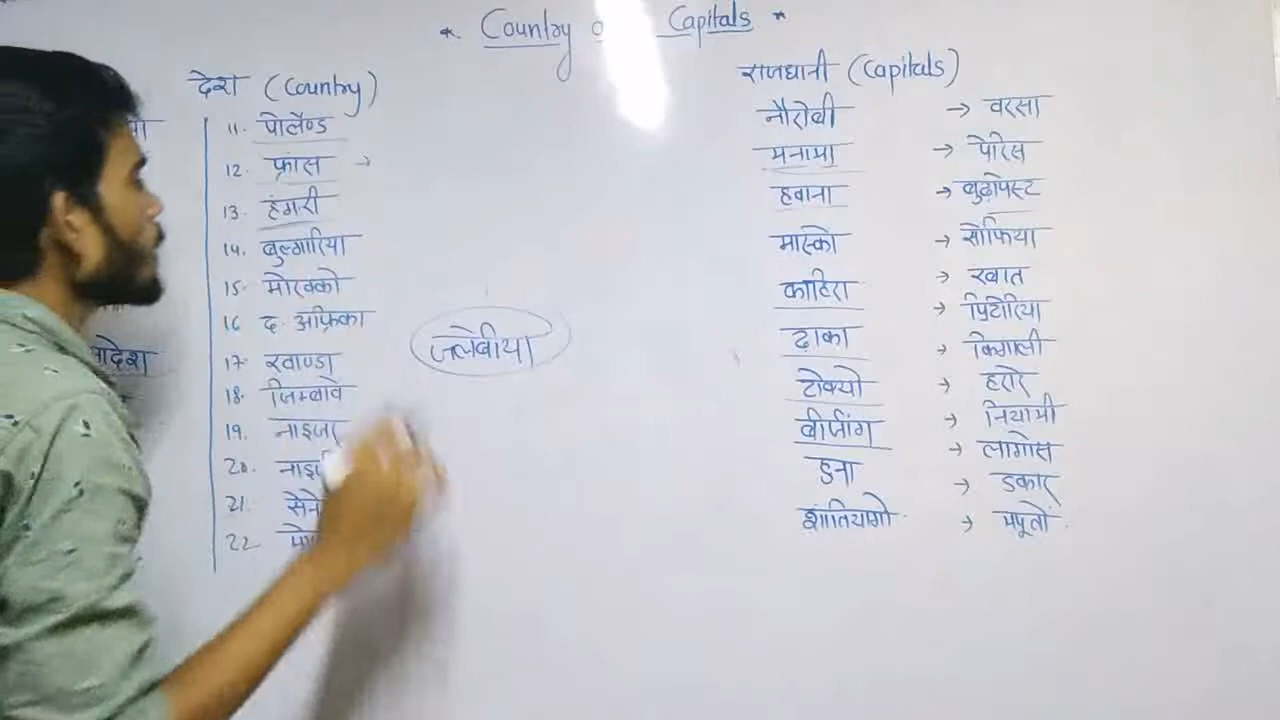 * Country o Capitals *
देश (Country)
11. पोलैण्ड
12. फ्रांस →
13. हंगरी
14. बुल्गारिया
15. मोरक्को
16 द. अफ्रिका
17. रवाण्डा
18. जिम्बावे
19. नाइजर
20. नाइ
21. सेने
22
जलेबीया
ादेश
राजधानी (Capitals)
नौरोबी → वरसा
मनामा → पेरिस
हवाना → बुढ़ापेस्ट
मास्को → सोफिया
काहिरा → रबात
ढ़ाका → प्रिटोरिया
टोक्यो → किगाली
बीजींग → हरारे
हुना → नियामी
शांतियागो → लागोस
→ डकार
→ मपूतो